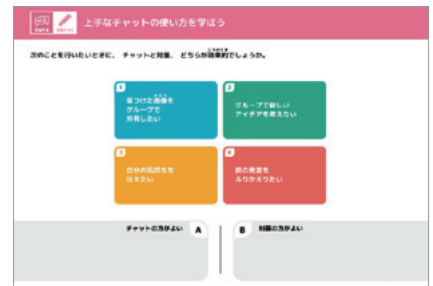 上手なチャットの使い方を学ぼう
次のことを行いたいときに、チャットと対面、どちらが効果的でしょうか。
1
見つけた画像を
グループで
共有したい
2
グループで新しい
アイデアを考えたい
3
自分の気持ちを
伝えたい
4
前の発言を
ふりかえりたい
チャットの方がよい A
B 対面の方がよい